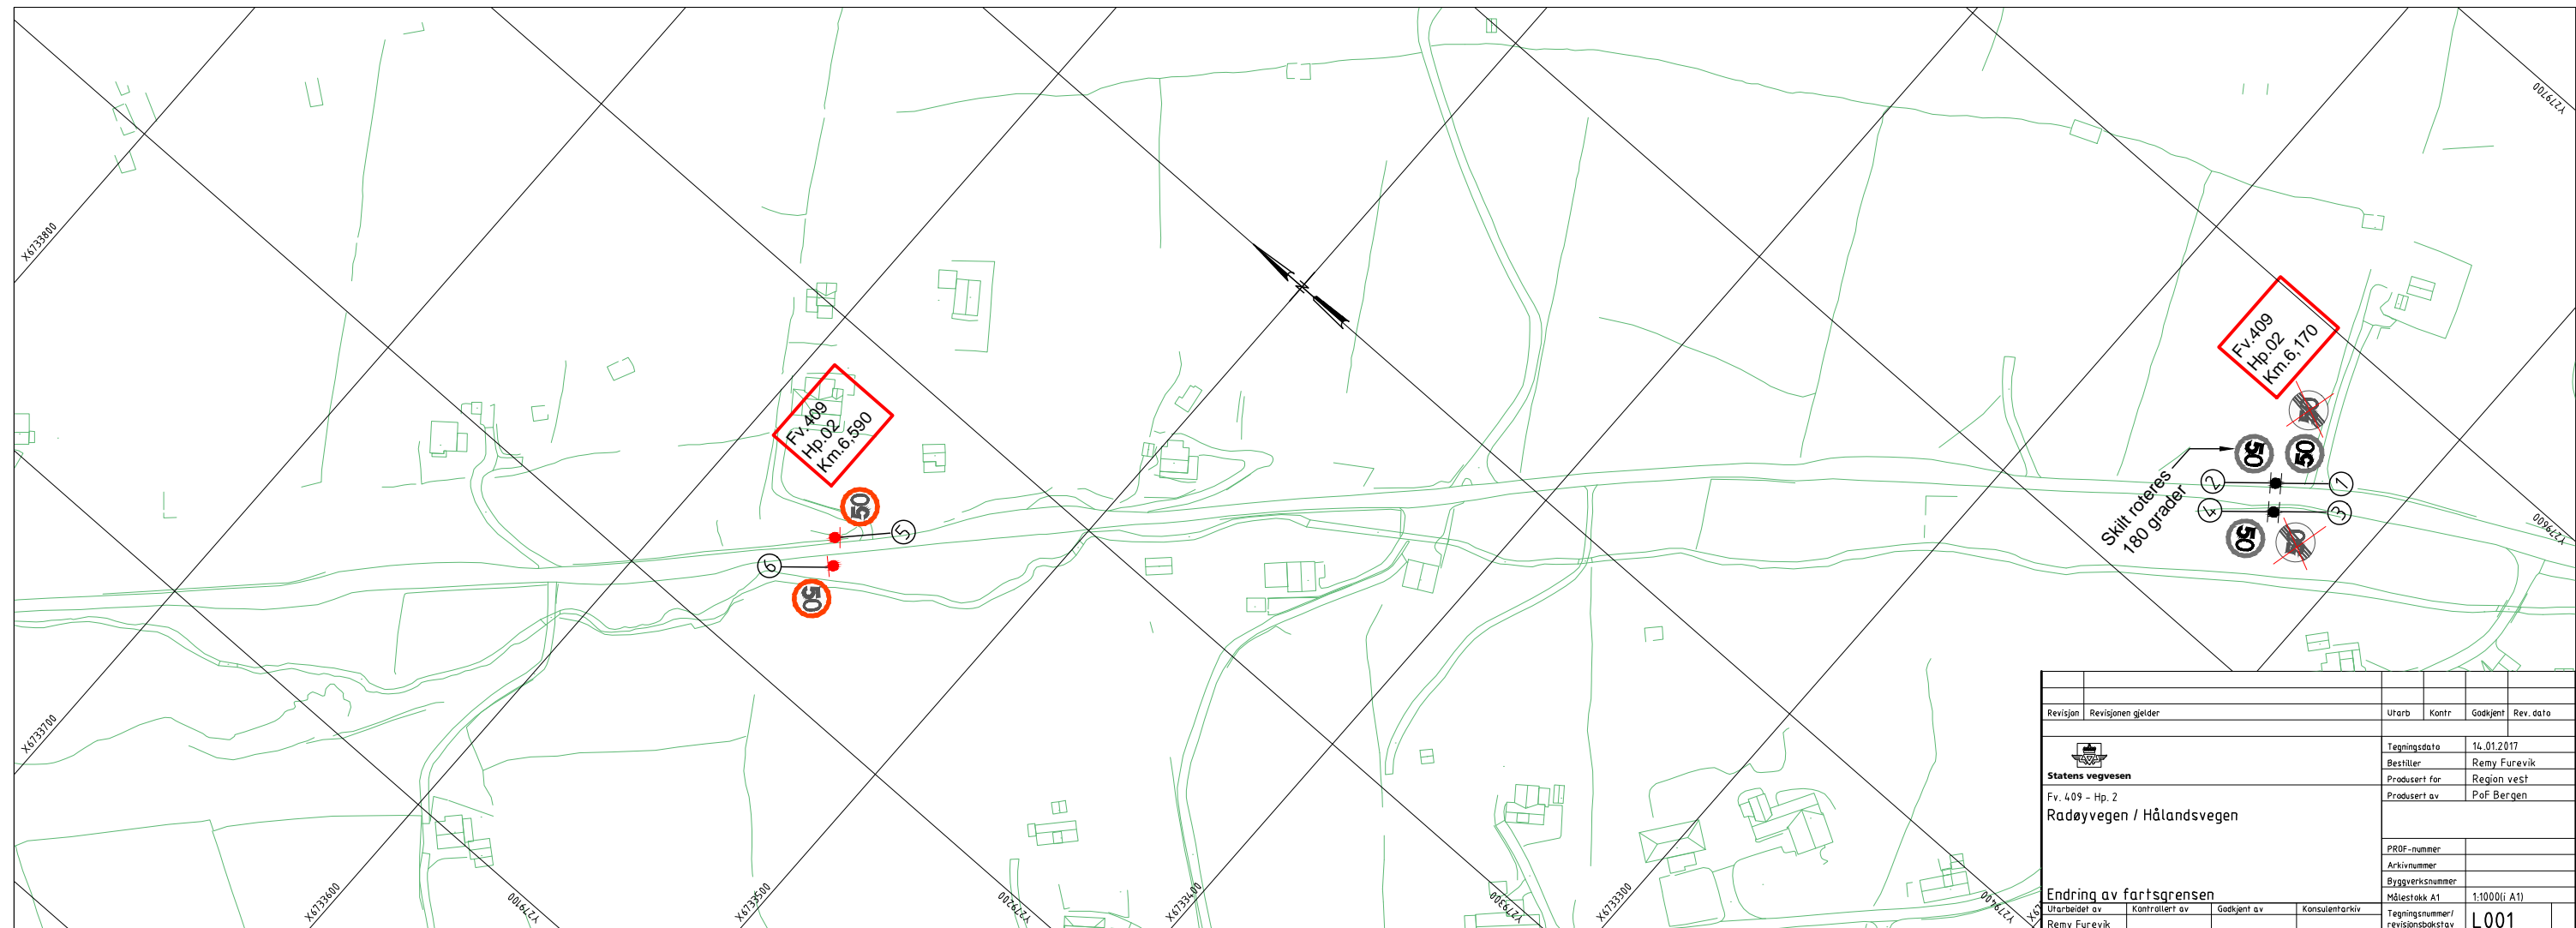 Y279700
X6733800
Fv.409
Hp.02
Km.6,170
N
Fv.409
Hp.02
Km.6,590
50
50
Skilt roteres
180 grader
2
1
4
3
50
50
5
6
50
Y279600
X6733700
X6733600
Y279100
X6733500
Y279200
X6733400
Y279300
X6733300
Y279400
Revisjon
Revisjonen gjelder
Utarb
Kontr
Godkjent
Rev. dato
Statens vegvesen
Tegningsdato
14.01.2017
Bestiller
Remy Furevik
Produsert for
Region vest
Produsert av
PoF Bergen
Fv. 409 - Hp. 2
Radøyvegen / Hålandsvegen
PROF-nummer
Arkivnummer
Byggverksnummer
Endring av fartsgrensen
Målestokk A1
1:1000(i A1)
Utarbeidet av
Kontrollert av
Godkjent av
Konsulentarkiv
Remy Furevik
Tegningsnummer/
revisjonsbokstav
L001